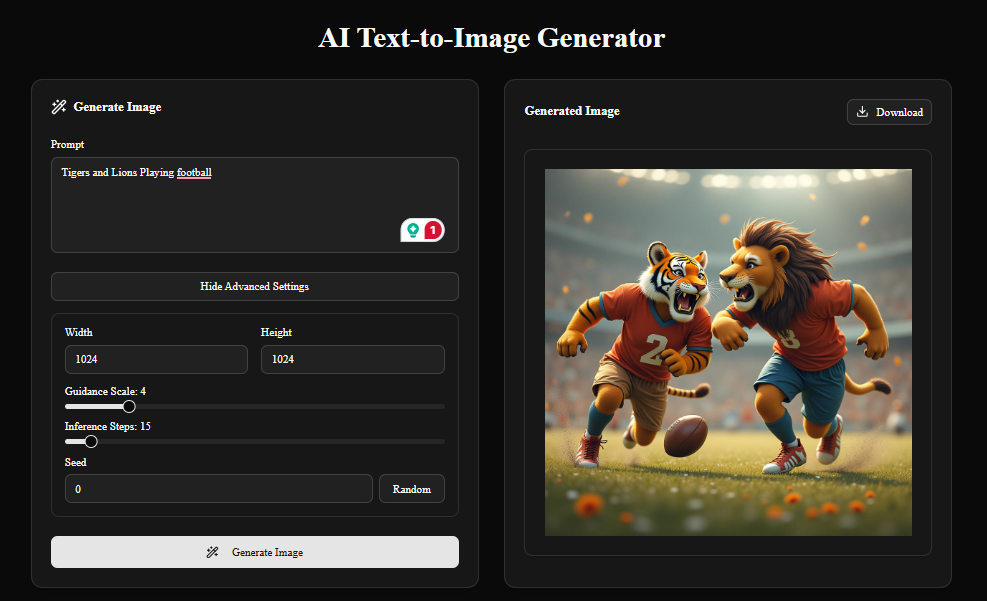 AI Text-to-Image Generator
Generate Image
Prompt
Tigers and Lions Playing football
1
Hide Advanced Settings
Width
Height
1024
1024
Guidance Scale: 4
Inference Steps: 15
Seed
0
Random
Generate Image
Generated Image
Download
2
8